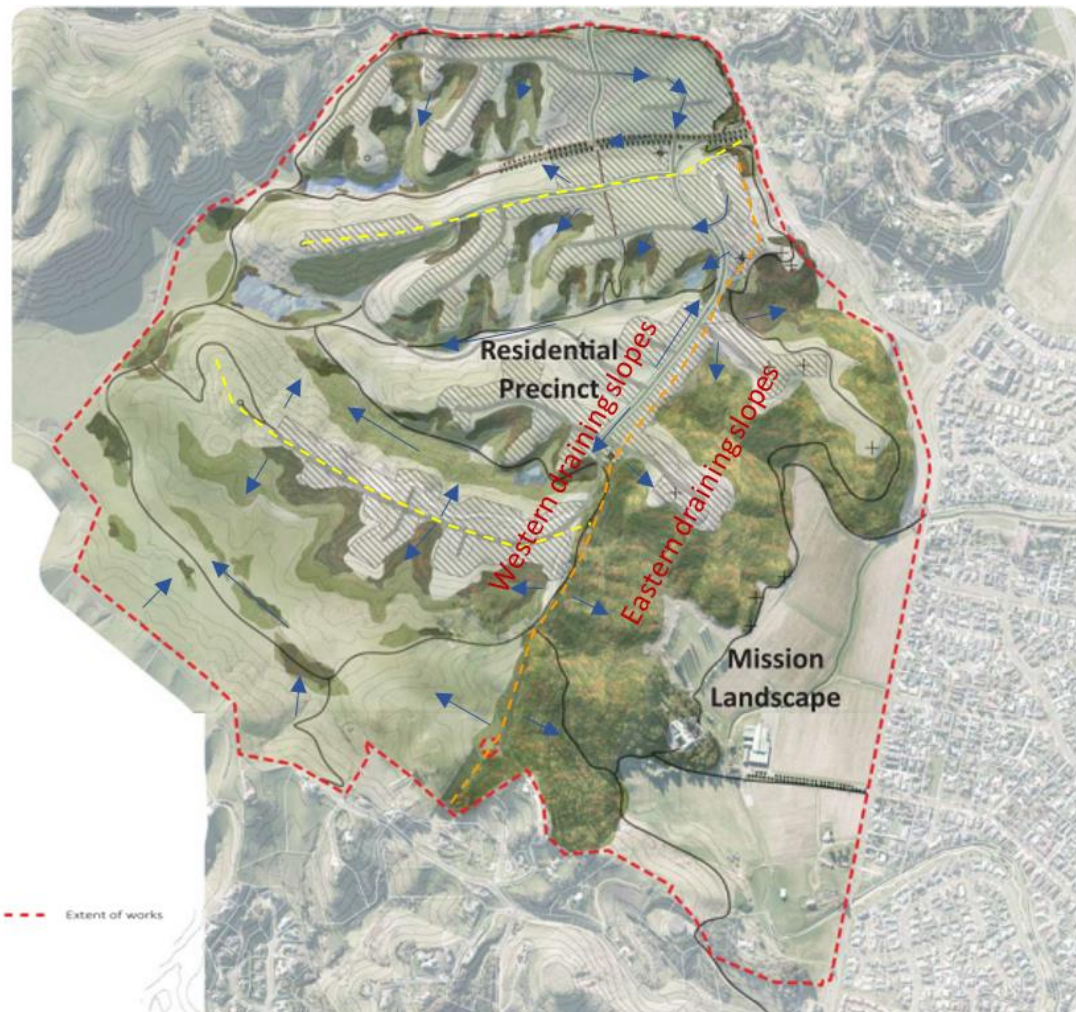 Residential
Precinct
Western draining slopes
Eastern draining slopes
Mission
Landscape
Extent of works